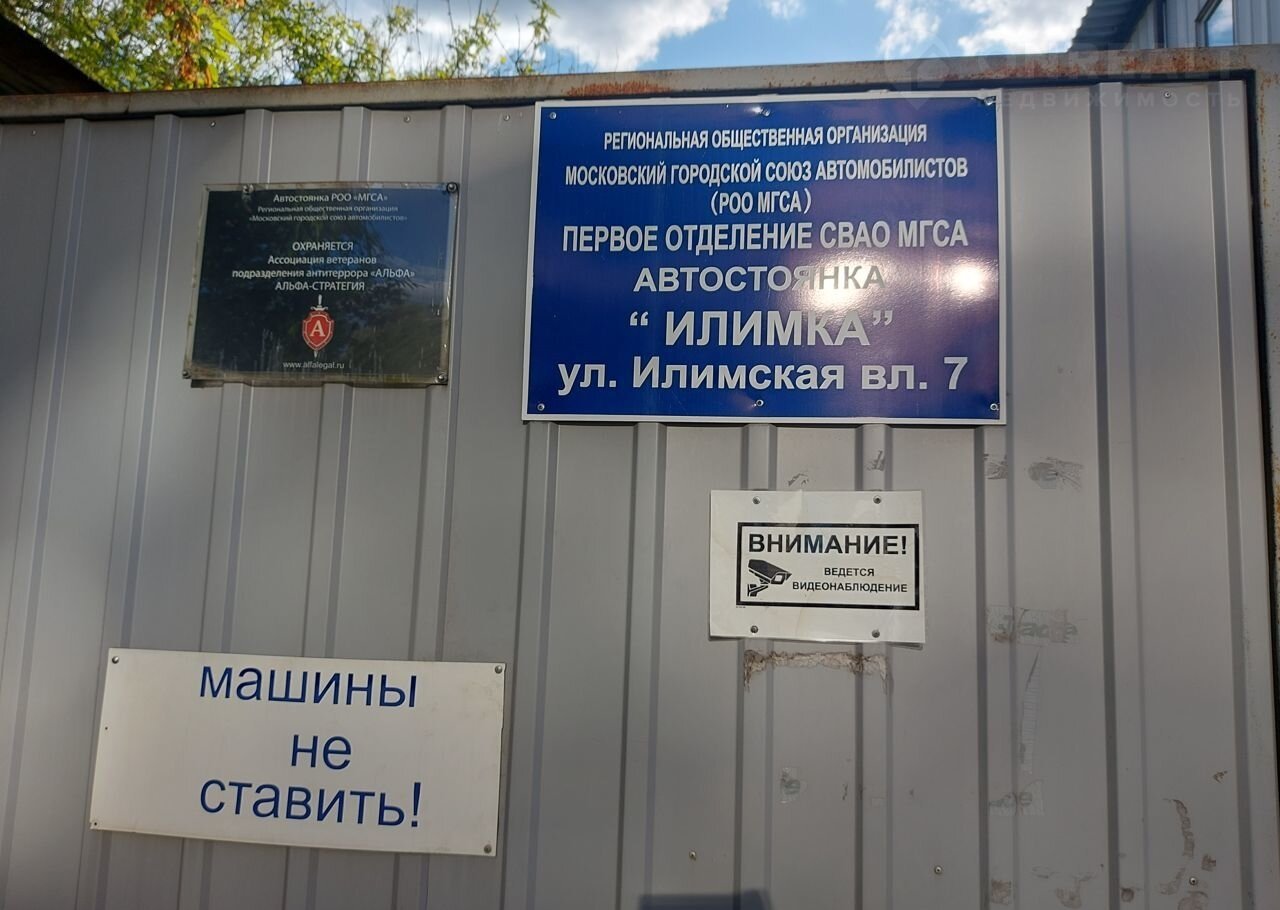 НЕДВИЖИМОСТЬ
РЕГИОНАЛЬНАЯ ОБЩЕСТВЕННАЯ ОРГАНИЗАЦИЯ
МОСКОВСКИЙ ГОРОДСКОЙ СОЮЗ АВТОМОБИЛИСТОВ
(РОО МГСА)
ПЕРВОЕ ОТДЕЛЕНИЕ СВАО МГСА
АВТОСТОЯНКА
“ ИЛИМКА”
ул. Илимская вл. 7
Автостоянка РОО «МГСА»
Региональная общественная организация
«Московский городской союз автомобилистов»
ОХРАНЯЕТСЯ
Ассоциация ветеранов
подразделения антитеррора «АЛЬФА»
АЛЬФА-СТРАТЕГИЯ
А
www.alfalegal.ru
ВНИМАНИЕ!
ВЕДЕТСЯ
ВИДЕОНАБЛЮДЕНИЕ
машины
не
ставить!